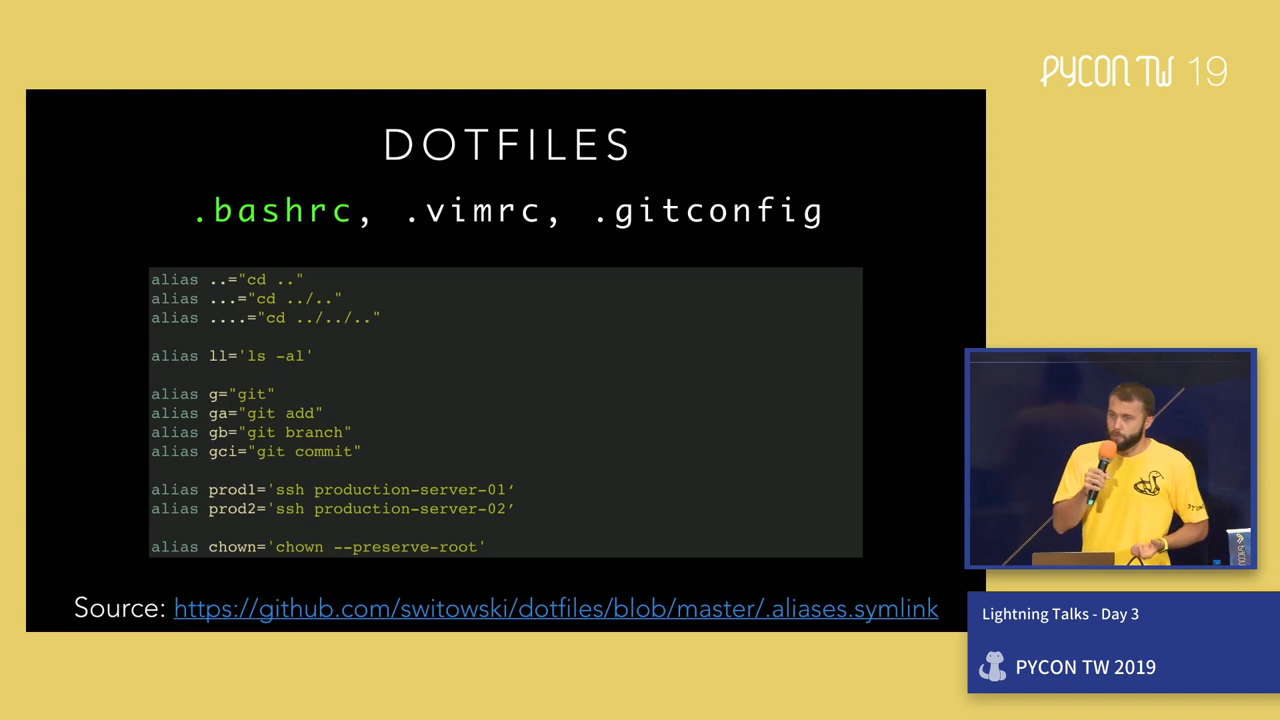 PYCON TW 19
DOTFILES
.bashrc, .vimrc, .gitconfig
alias ..="cd .."
alias ...="cd ../.."
alias ....="cd ../../.."
alias ll='ls -al'
alias g="git"
alias ga="git add"
alias gb="git branch"
alias gci="git commit"
alias prod1='ssh production-server-01‘
alias prod2='ssh production-server-02’
alias chown='chown --preserve-root'
Source: https://github.com/switowski/dotfiles/blob/master/.aliases.symlink
Lightning Talks - Day 3
PYCON TW 2019